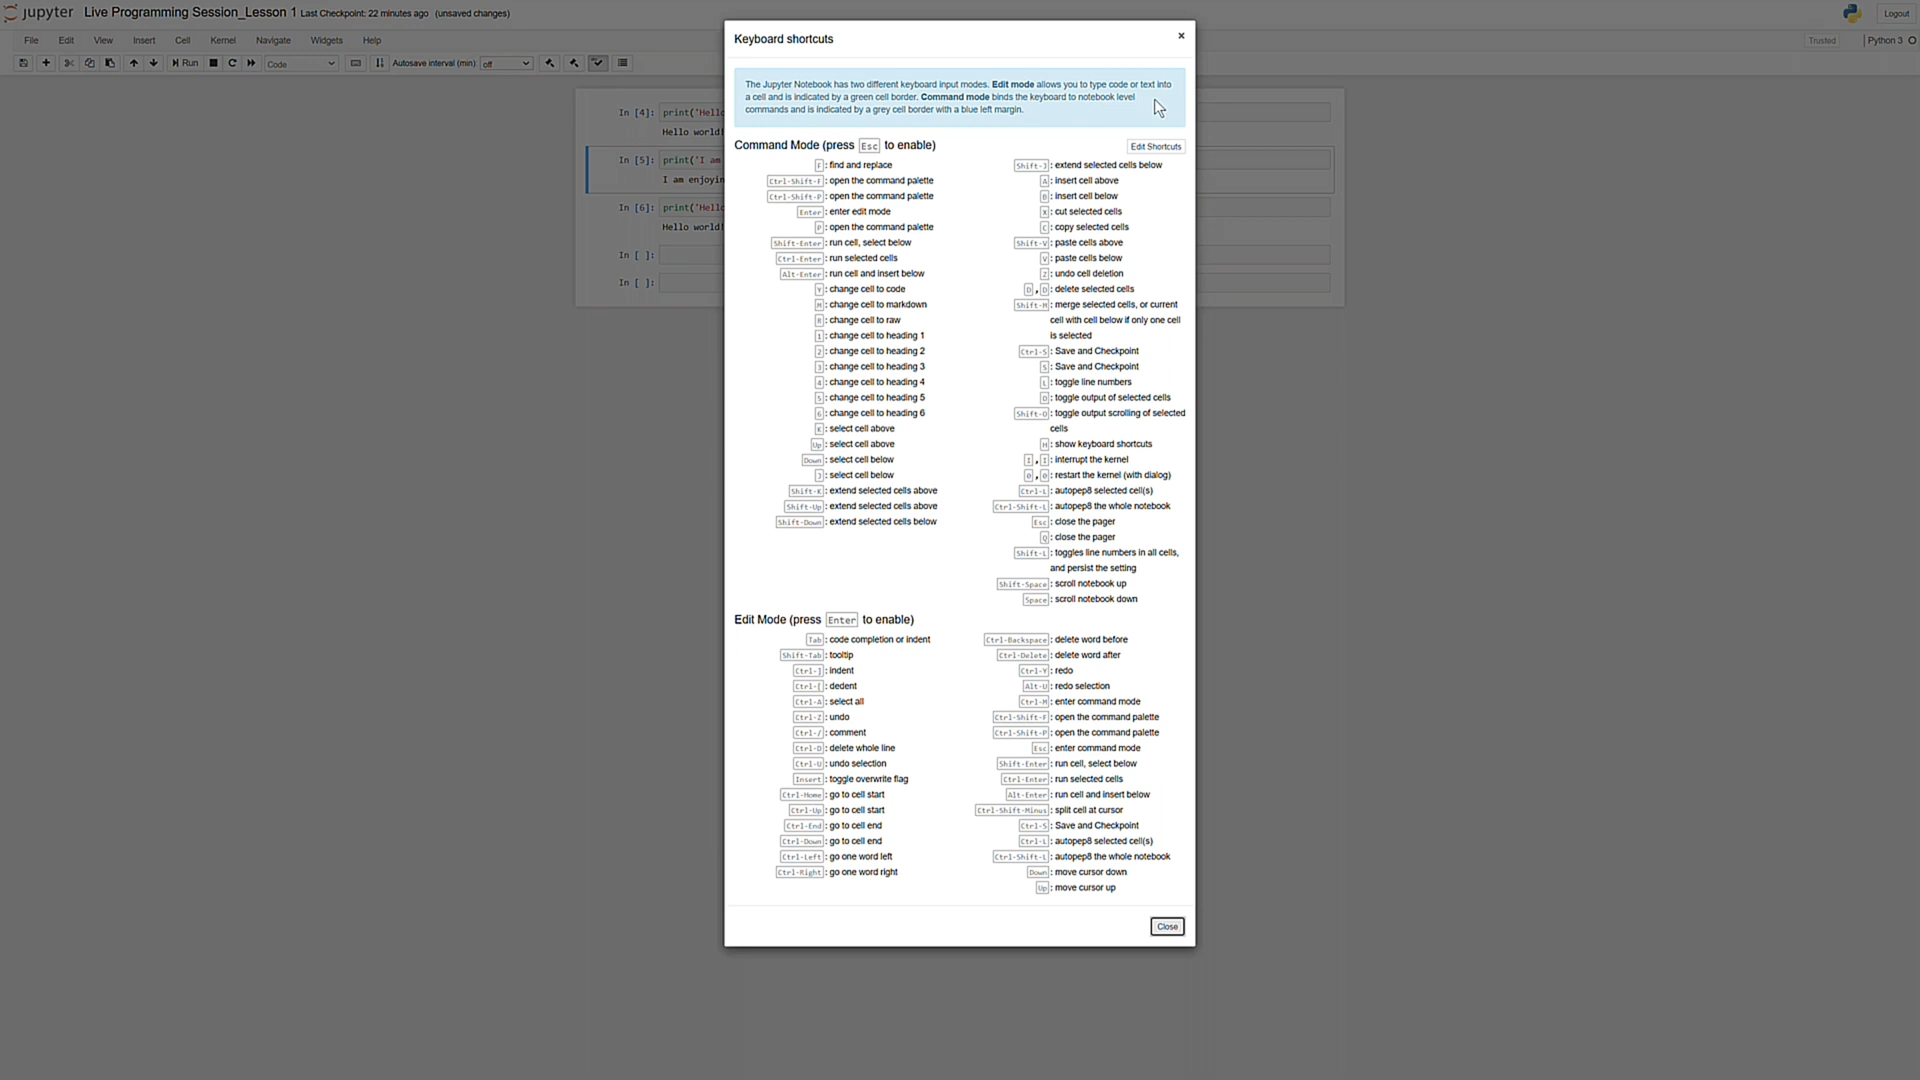 jupyter Live Programming Session_Lesson 1 Last Checkpoint: 22 minutes ago (unsaved changes)
Logout
File Edit View Insert Cell Kernel Navigate Widgets Help
Trusted
Python 3
Run
Code
Autosave interval (min): off
In [4]: print('Hello
Hello world!
In [5]: print('I am
I am enjoyin
In [6]: print('Hello
Hello world!
In [ ]:
In [ ]:
Keyboard shortcuts
×
The Jupyter Notebook has two different keyboard input modes. Edit mode allows you to type code or text into
a cell and is indicated by a green cell border. Command mode binds the keyboard to notebook level
commands and is indicated by a grey cell border with a blue left margin.
Command Mode (press Esc to enable)
Edit Shortcuts
F : find and replace
Ctrl-Shift-F : open the command palette
Ctrl-Shift-P : open the command palette
Enter : enter edit mode
P : open the command palette
Shift-Enter : run cell, select below
Ctrl-Enter : run selected cells
Alt-Enter : run cell and insert below
Y : change cell to code
M : change cell to markdown
R : change cell to raw
1 : change cell to heading 1
2 : change cell to heading 2
3 : change cell to heading 3
4 : change cell to heading 4
5 : change cell to heading 5
6 : change cell to heading 6
K : select cell above
Up : select cell above
Down : select cell below
J : select cell below
Shift-K : extend selected cells above
Shift-Up : extend selected cells above
Shift-Down : extend selected cells below
Shift-J : extend selected cells below
A : insert cell above
B : insert cell below
X : cut selected cells
C : copy selected cells
Shift-V : paste cells above
V : paste cells below
Z : undo cell deletion
D , D : delete selected cells
Shift-M : merge selected cells, or current
cell with cell below if only one cell
is selected
Ctrl-S : Save and Checkpoint
S : Save and Checkpoint
L : toggle line numbers
O : toggle output of selected cells
Shift-O : toggle output scrolling of selected
cells
H : show keyboard shortcuts
I , I : interrupt the kernel
0 , 0 : restart the kernel (with dialog)
Ctrl-L : autopep8 selected cell(s)
Ctrl-Shift-L : autopep8 the whole notebook
Esc : close the pager
Q : close the pager
Shift-L : toggles line numbers in all cells,
and persist the setting
Shift-Space : scroll notebook up
Space : scroll notebook down
Edit Mode (press Enter to enable)
Tab : code completion or indent
Shift-Tab : tooltip
Ctrl-] : indent
Ctrl-[ : dedent
Ctrl-A : select all
Ctrl-Z : undo
Ctrl-/ : comment
Ctrl-D : delete whole line
Ctrl-U : undo selection
Insert : toggle overwrite flag
Ctrl-Home : go to cell start
Ctrl-Up : go to cell start
Ctrl-End : go to cell end
Ctrl-Down : go to cell end
Ctrl-Left : go one word left
Ctrl-Right : go one word right
Ctrl-Backspace : delete word before
Ctrl-Delete : delete word after
Ctrl-Y : redo
Alt-U : redo selection
Ctrl-M : enter command mode
Ctrl-Shift-F : open the command palette
Ctrl-Shift-P : open the command palette
Esc : enter command mode
Shift-Enter : run cell, select below
Ctrl-Enter : run selected cells
Alt-Enter : run cell and insert below
Ctrl-Shift-Minus : split cell at cursor
Ctrl-S : Save and Checkpoint
Ctrl-L : autopep8 selected cell(s)
Ctrl-Shift-L : autopep8 the whole notebook
Down : move cursor down
Up : move cursor up
Close